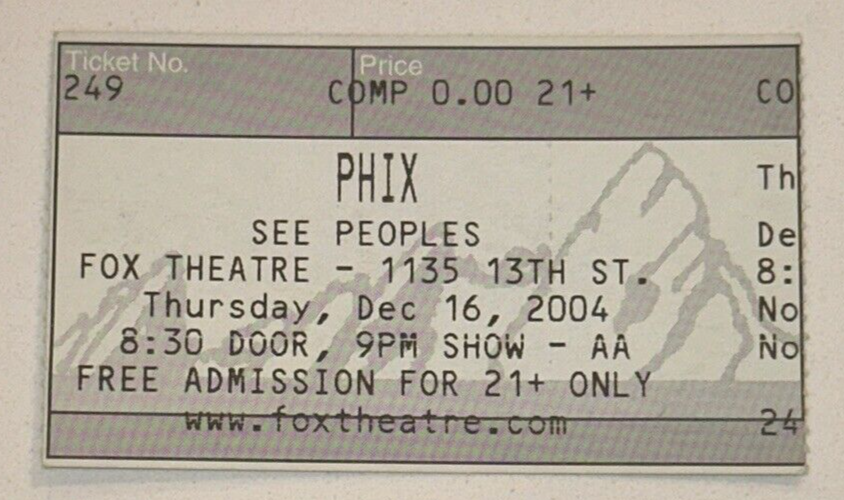 Ticket No. Price
249 COMP 0.00 21+ CO
PHIX Th
SEE PEOPLES De
FOX THEATRE - 1135 13TH ST. 8:
Thursday, Dec 16, 2004 No
8:30 DOOR, 9PM SHOW - AA No
FREE ADMISSION FOR 21+ ONLY
www.foxtheatre.com 24